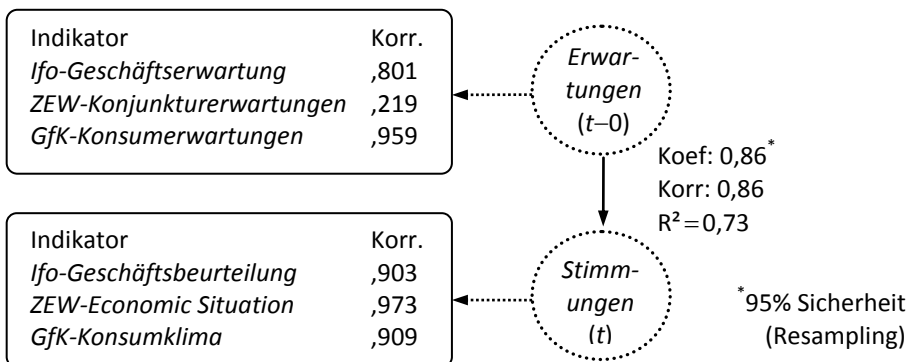 Indikator Korr.
Ifo-Geschäftserwartung ,801
ZEW-Konjunkturerwartungen ,219
GfK-Konsumerwartungen ,959
Erwar-
tungen
(t−0)
Koef: 0,86*
Korr: 0,86
R²=0,73
Indikator Korr.
Ifo-Geschäftsbeurteilung ,903
ZEW-Economic Situation ,973
GfK-Konsumklima ,909
Stimm-
ungen
(t)
*95% Sicherheit
(Resampling)